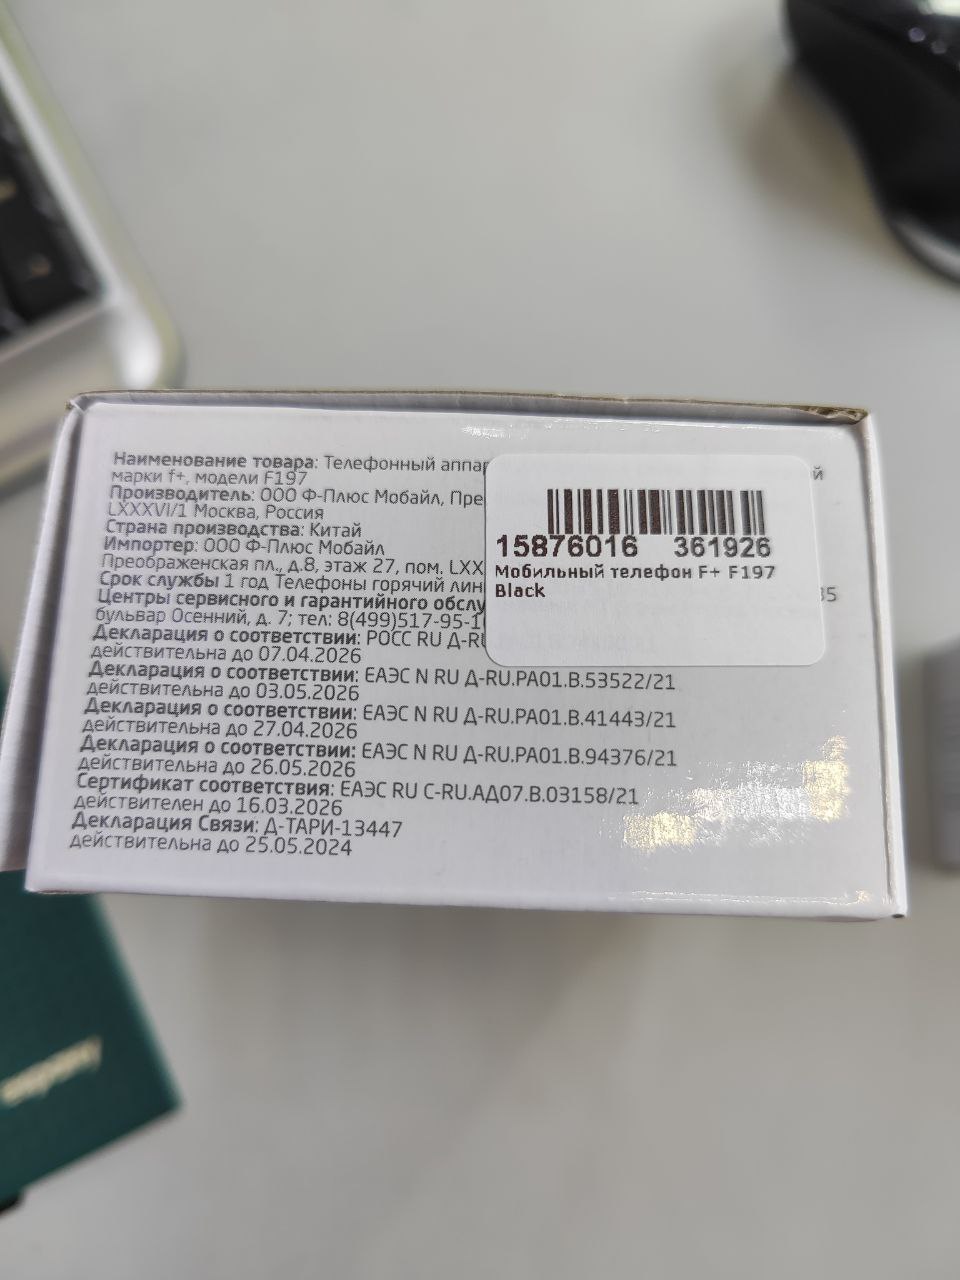 Наименование товара: Телефонный аппар й
марки f+, модели F197
Производитель: ООО Ф-Плюс Мобайл, Пре
LXXXVI/1 Москва, Россия
Страна производства: Китай
Импортер: ООО Ф-Плюс Мобайл
Преображенская пл., д.8, этаж 27, пом. LXX
Срок службы 1 год Телефоны горячий лин 35
Центры сервисного и гарантийного обслу
бульвар Осенний, д. 7; тел: 8(499)517-95-1
Декларация о соответствии: РОСС RU Д-RU
действительна до 07.04.2026
Декларация о соответствии: ЕАЭС N RU Д-RU.РА01.В.53522/21
действительна до 03.05.2026
Декларация о соответствии: ЕАЭС N RU Д-RU.РА01.В.41443/21
действительна до 27.04.2026
Декларация о соответствии: ЕАЭС N RU Д-RU.РА01.В.94376/21
действительна до 26.05.2026
Сертификат соответствия: ЕАЭС RU С-RU.АД07.В.03158/21
действителен до 16.03.2026
Декларация Связи: Д-ТАРИ-13447
действительна до 25.05.2024
15876016 361926
Мобильный телефон F+ F197
Black